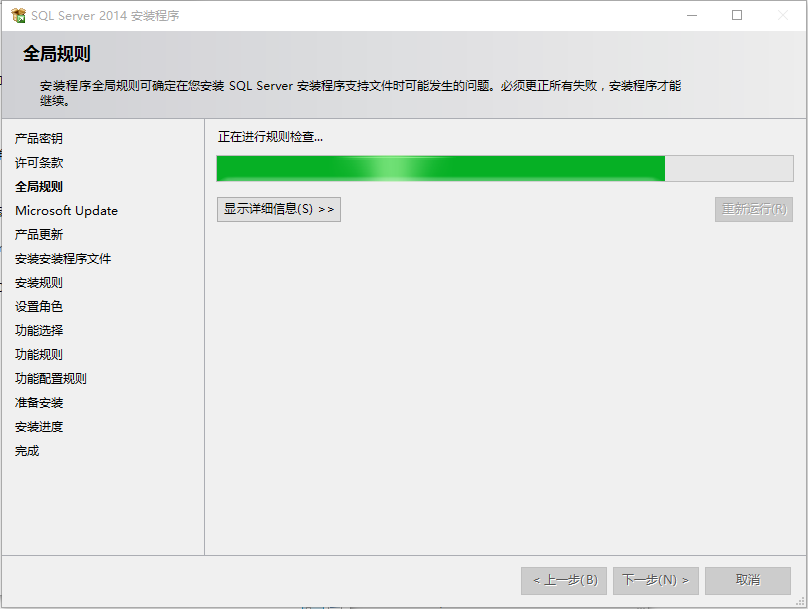 SQL Server 2014 安装程序
全局规则
安装程序全局规则可确定在您安装 SQL Server 安装程序支持文件时可能发生的问题。必须更正所有失败，安装程序才能
继续。
产品密钥
许可条款
全局规则
Microsoft Update
产品更新
安装安装程序文件
安装规则
设置角色
功能选择
功能规则
功能配置规则
准备安装
安装进度
完成
正在进行规则检查...
显示详细信息(S) >>
重新运行(R)
< 上一步(B)
下一步(N) >
取消